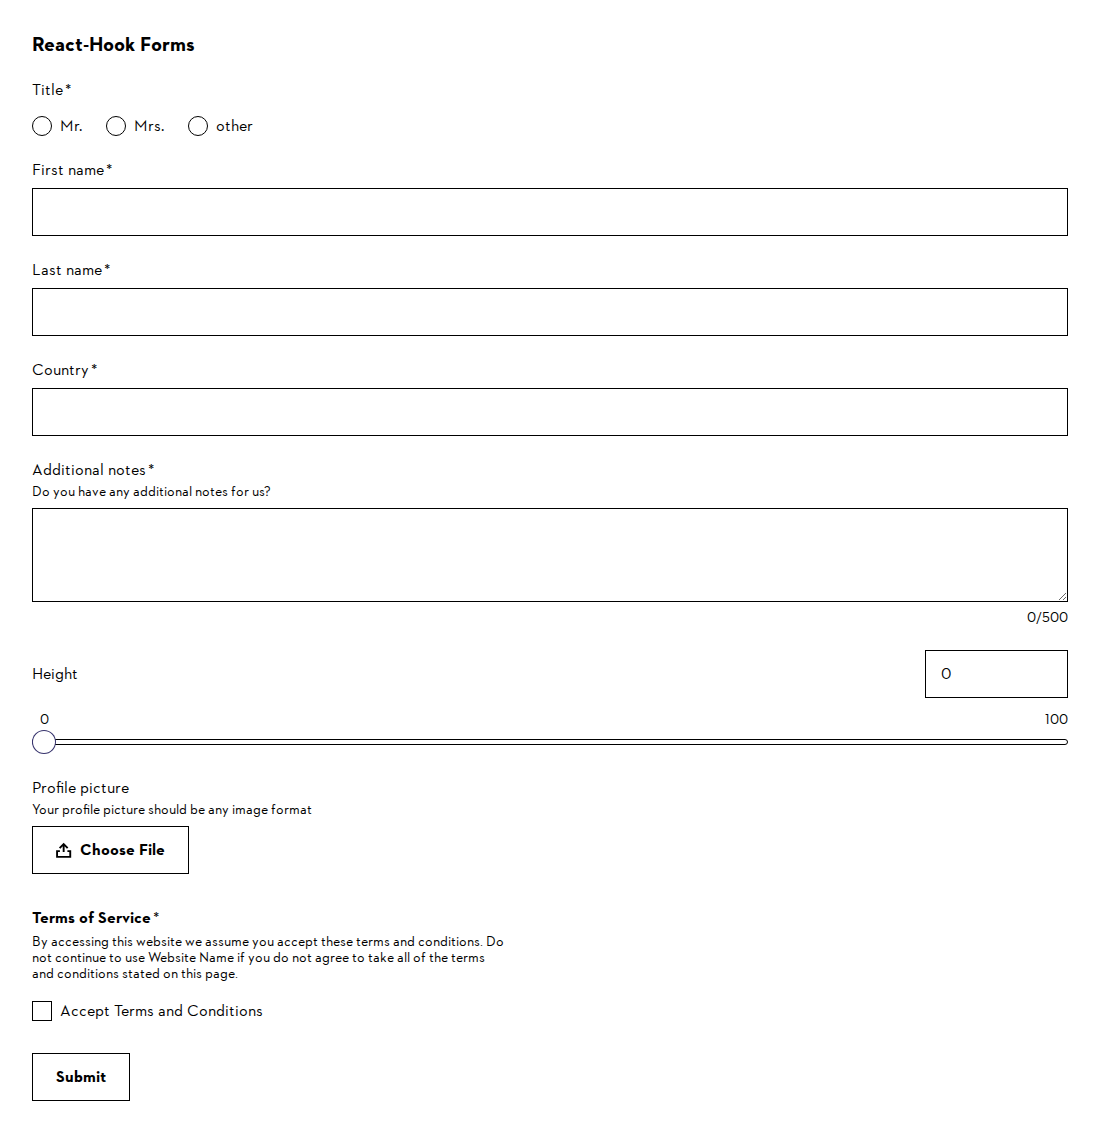 React-Hook Forms
Title*
Mr. Mrs. other
First name*
Last name*
Country*
Additional notes*
Do you have any additional notes for us?
0/500
Height 0
0 100
Profile picture
Your profile picture should be any image format
Choose File
Terms of Service*
By accessing this website we assume you accept these terms and conditions. Do
not continue to use Website Name if you do not agree to take all of the terms
and conditions stated on this page.
Accept Terms and Conditions
Submit